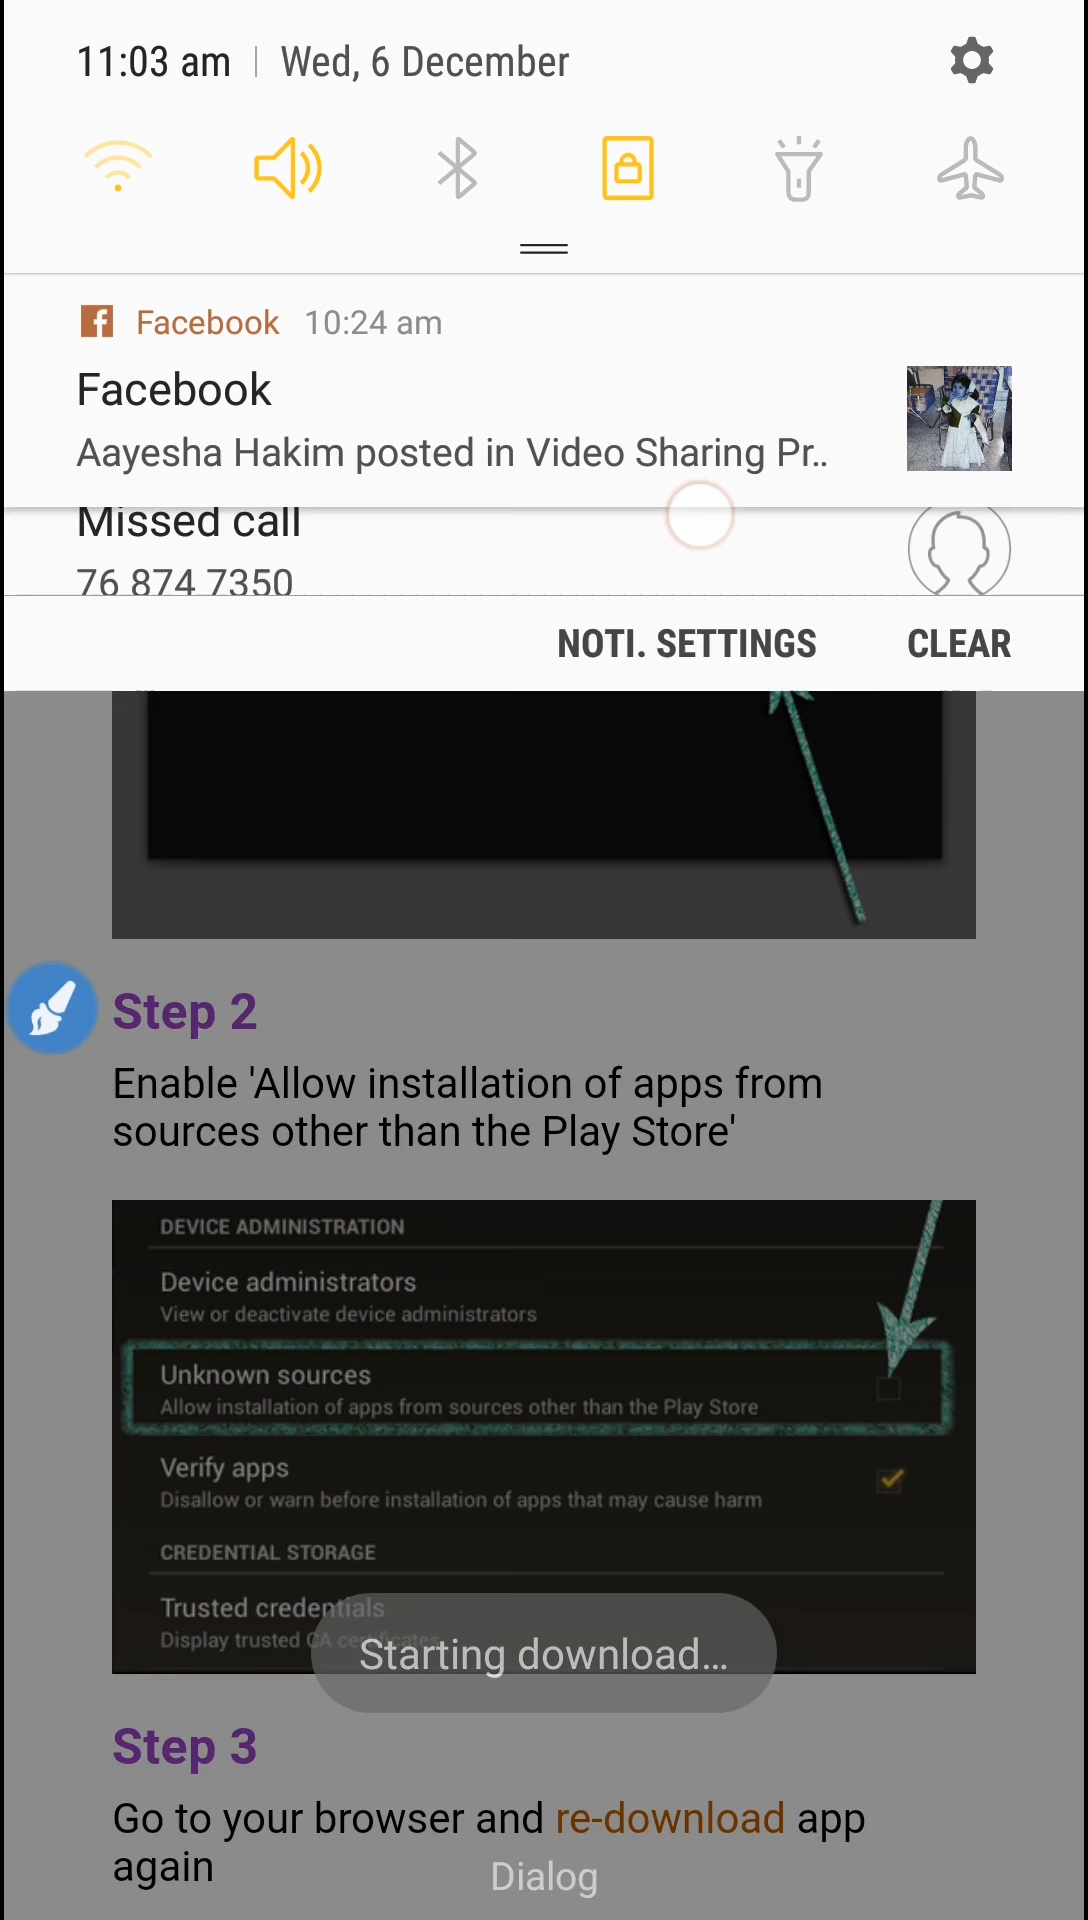 11:03 am | Wed, 6 December
Facebook 10:24 am
Facebook
Aayesha Hakim posted in Video Sharing Pr..
Missed call
76 874 7350
NOTI. SETTINGS CLEAR
Step 2
Enable 'Allow installation of apps from
sources other than the Play Store'
DEVICE ADMINISTRATION
Device administrators
View or deactivate device administrators
Unknown sources
Allow installation of apps from sources other than the Play Store
Verify apps
Disallow or warn before installation of apps that may cause harm
CREDENTIAL STORAGE
Trusted credentials
Display trusted CA certificates
Starting download...
Step 3
Go to your browser and re-download app
again
Dialog